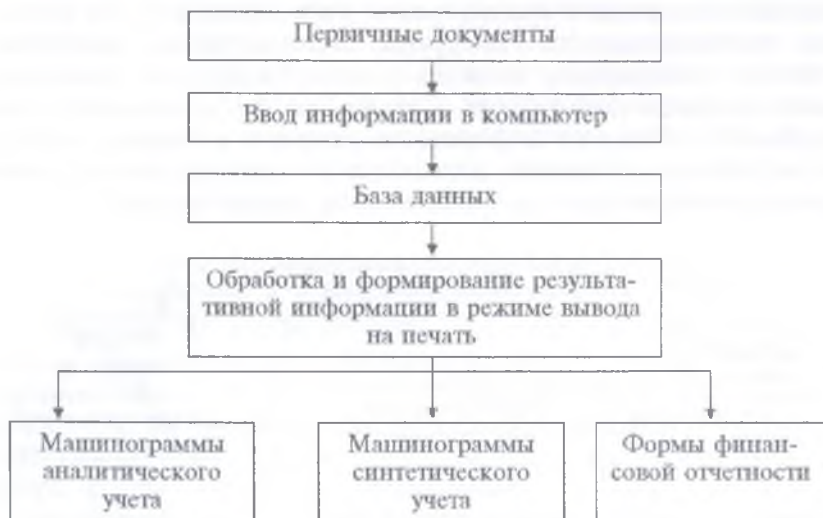 Первичные документы
Ввод информации в компьютер
База данных
Обработка и формирование результа-
тивной информации в режиме вывода
на печать
Машинограммы
аналитического
учета
Машинограммы
синтетического
учета
Формы финан-
совой отчетности